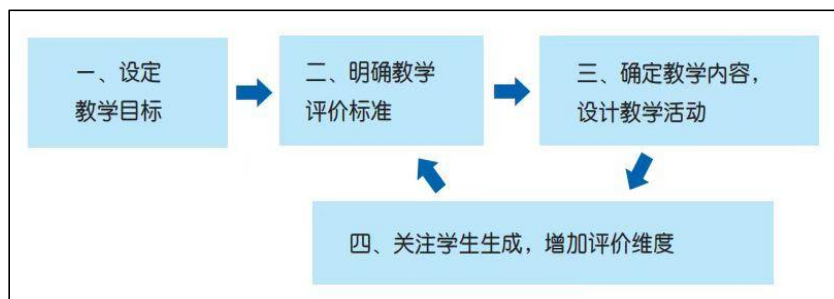 一、设定
教学目标
二、明确教学
评价标准
三、确定教学内容，
设计教学活动
四、关注学生生成，增加评价维度